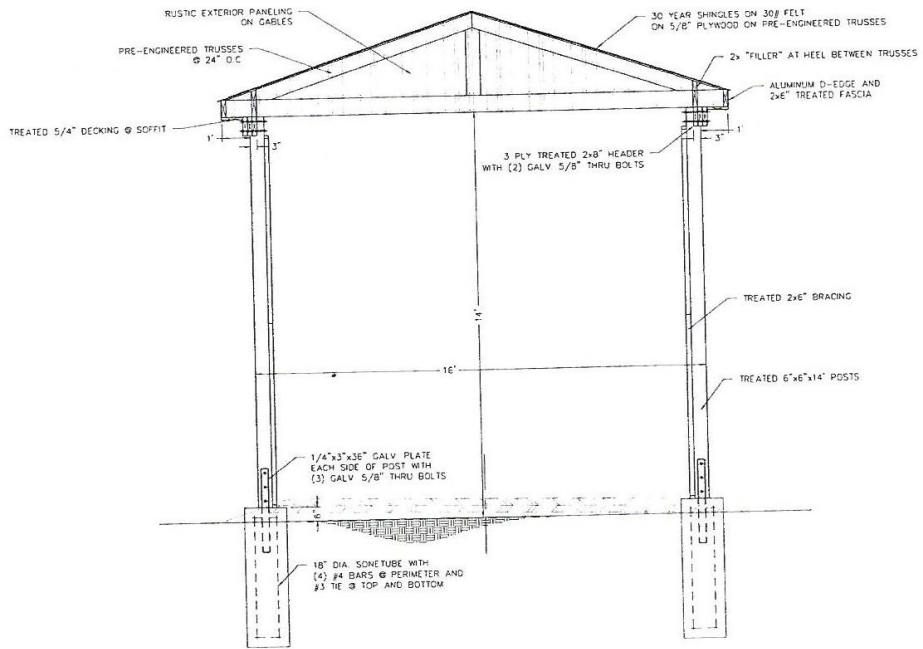 RUSTIC EXTERIOR PANELING
ON GABLES
30 YEAR SHINGLES ON 30# FELT
ON 5/8" PLYWOOD ON PRE-ENGINEERED TRUSSES
PRE-ENGINEERED TRUSSES
@ 24" O.C
2x "FILLER" AT HEEL BETWEEN TRUSSES
ALUMINUM D-EDGE AND
2x6" TREATED FASCIA
TREATED 5/4" DECKING @ SOFFIT
1'
3"
3"
1'
3 PLY TREATED 2x8" HEADER
WITH (2) GALV 5/8" THRU BOLTS
14'
TREATED 2x6" BRACING
16'
TREATED 6"x6"x14' POSTS
1/4"x3"x36" GALV PLATE
EACH SIDE OF POST WITH
(3) GALV 5/8" THRU BOLTS
6"
18" DIA. SONETUBE WITH
(4) #4 BARS @ PERIMETER AND
#3 TIE @ TOP AND BOTTOM